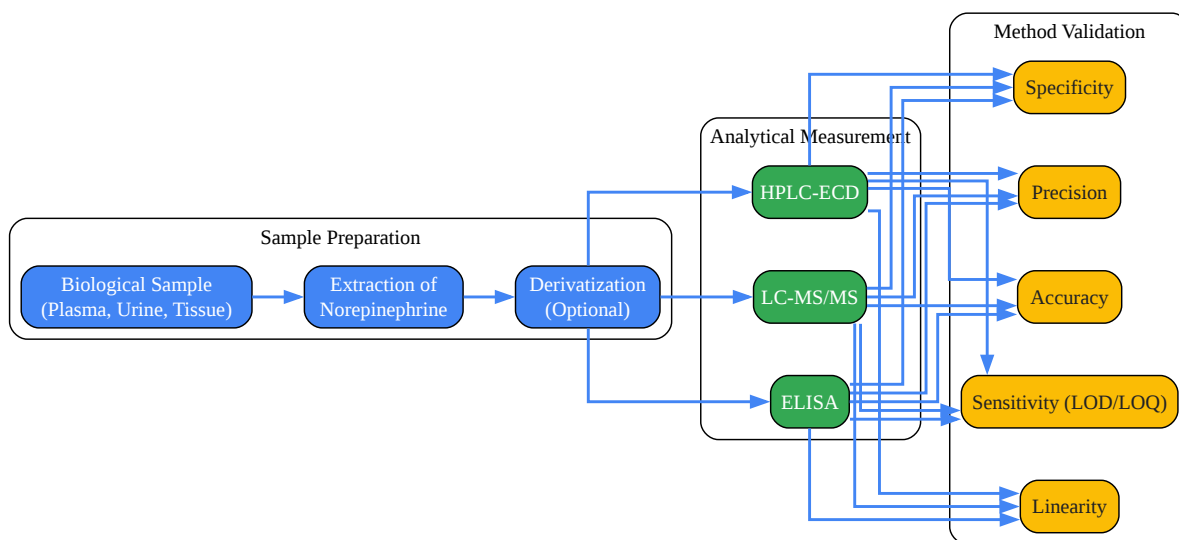 Sample Preparation
Biological Sample
(Plasma, Urine, Tissue)
Extraction of
Norepinephrine
Derivatization
(Optional)
Analytical Measurement
HPLC-ECD
LC-MS/MS
ELISA
Method Validation
Specificity
Precision
Accuracy
Sensitivity (LOD/LOQ)
Linearity